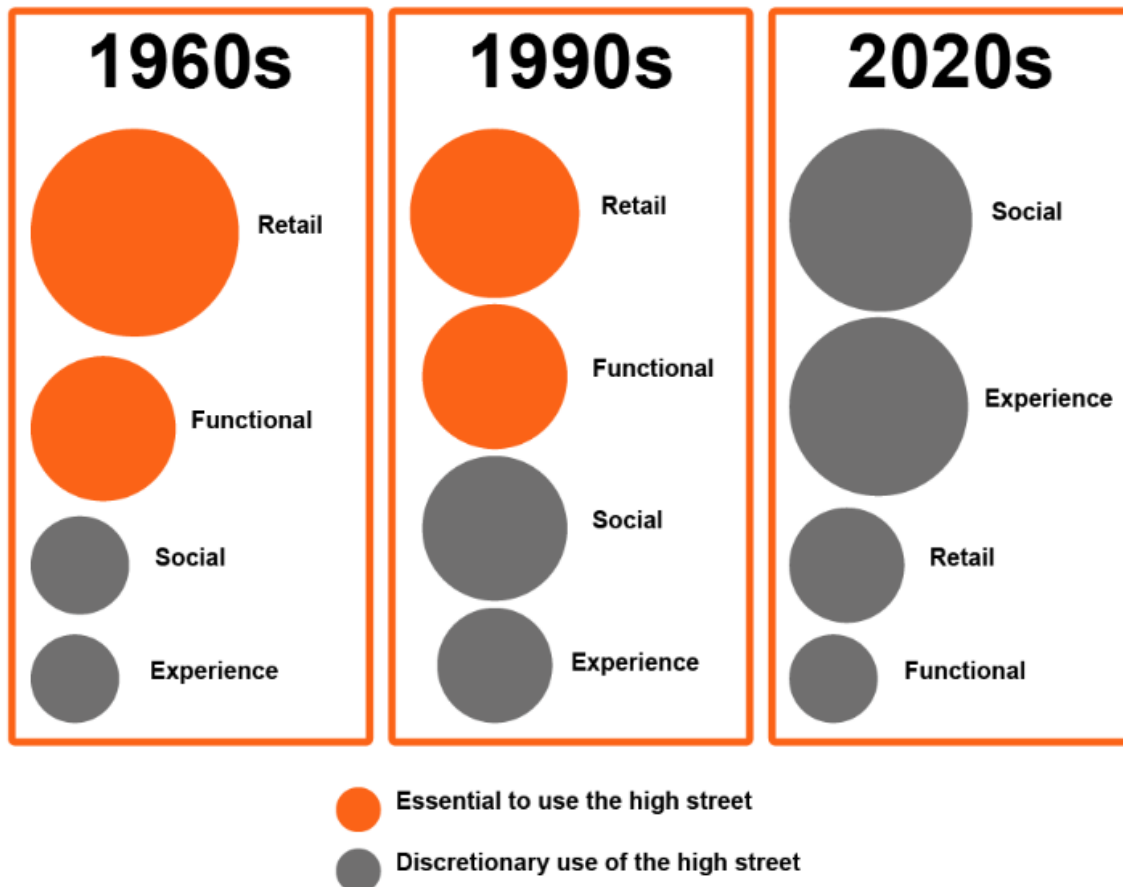 1960s
Retail
Functional
Social
Experience
1990s
Retail
Functional
Social
Experience
2020s
Social
Experience
Retail
Functional
Essential to use the high street
Discretionary use of the high street